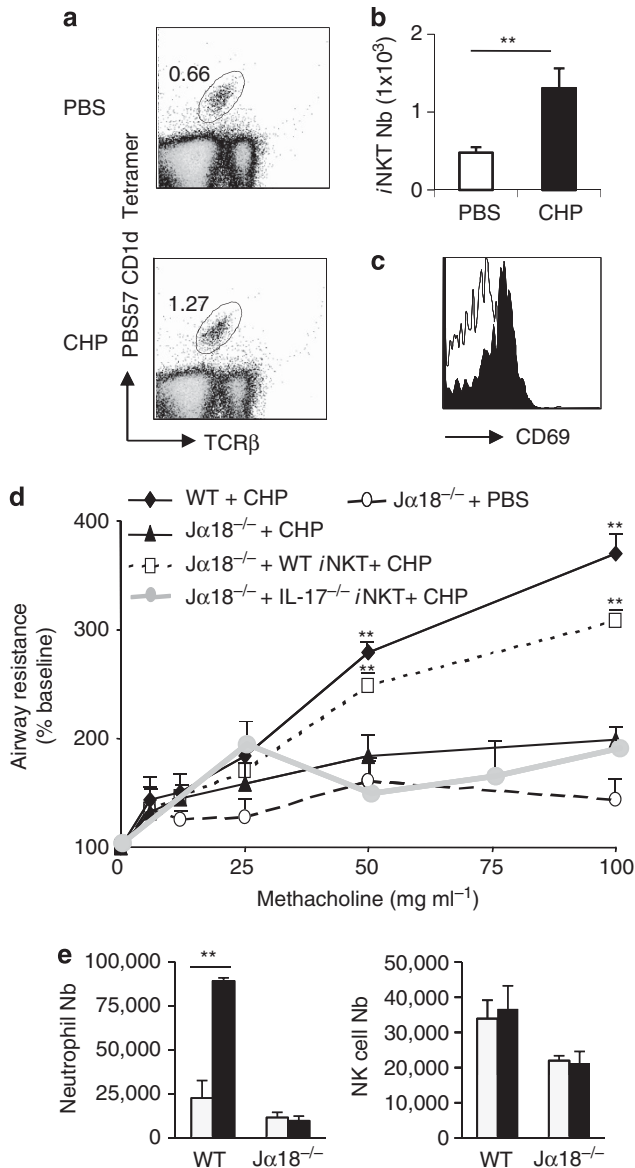 a
0.66
PBS
PBS57 CD1d Tetramer
1.27
CHP
TCRβ
b
iNKT Nb (1x10³)
2
1
0
**
PBS
CHP
c
CD69
d
WT + CHP
Jα18⁻/⁻ + PBS
Jα18⁻/⁻ + CHP
Jα18⁻/⁻ + WT iNKT+ CHP
Jα18⁻/⁻ + IL-17⁻/⁻ iNKT+ CHP
Airway resistance
(% baseline)
400
300
200
100
**
**
**
**
0
25
50
75
100
Methacholine (mg ml⁻¹)
e
Neutrophil Nb
100,000
75,000
50,000
25,000
0
**
WT
Jα18⁻/⁻
NK cell Nb
50,000
40,000
30,000
20,000
10,000
0
WT
Jα18⁻/⁻